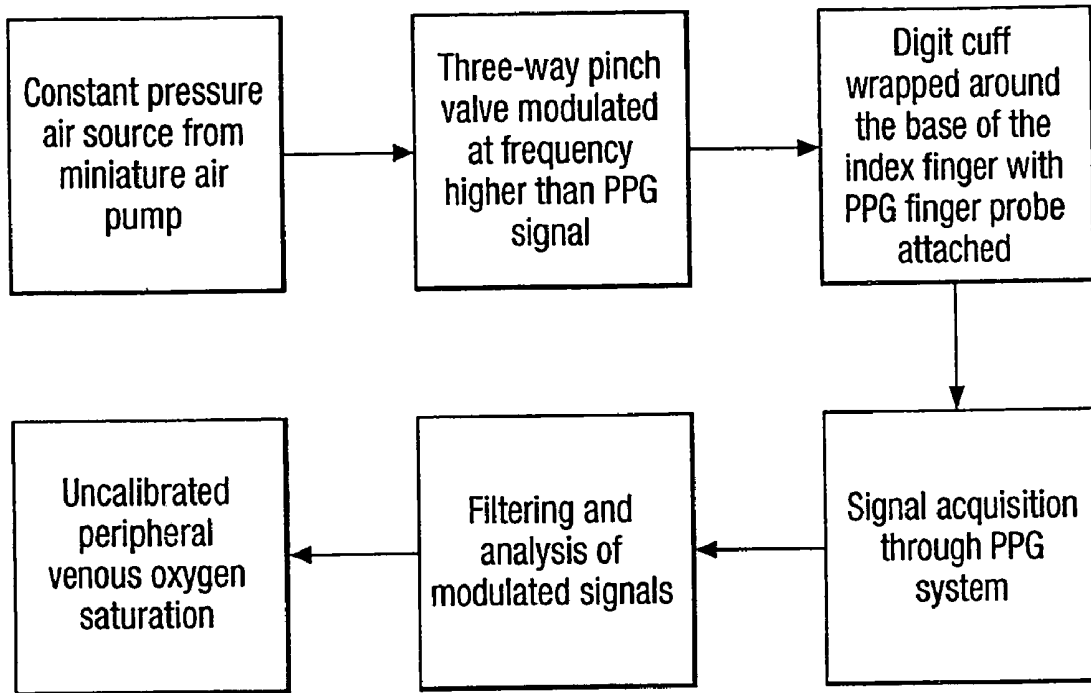 Constant pressure
air source from
miniature air
pump
Three-way pinch
valve modulated
at frequency
higher than PPG
signal
Digit cuff
wrapped around
the base of the
index finger with
PPG finger probe
attached
Signal acquisition
through PPG
system
Filtering and
analysis of
modulated signals
Uncalibrated
peripheral
venous oxygen
saturation